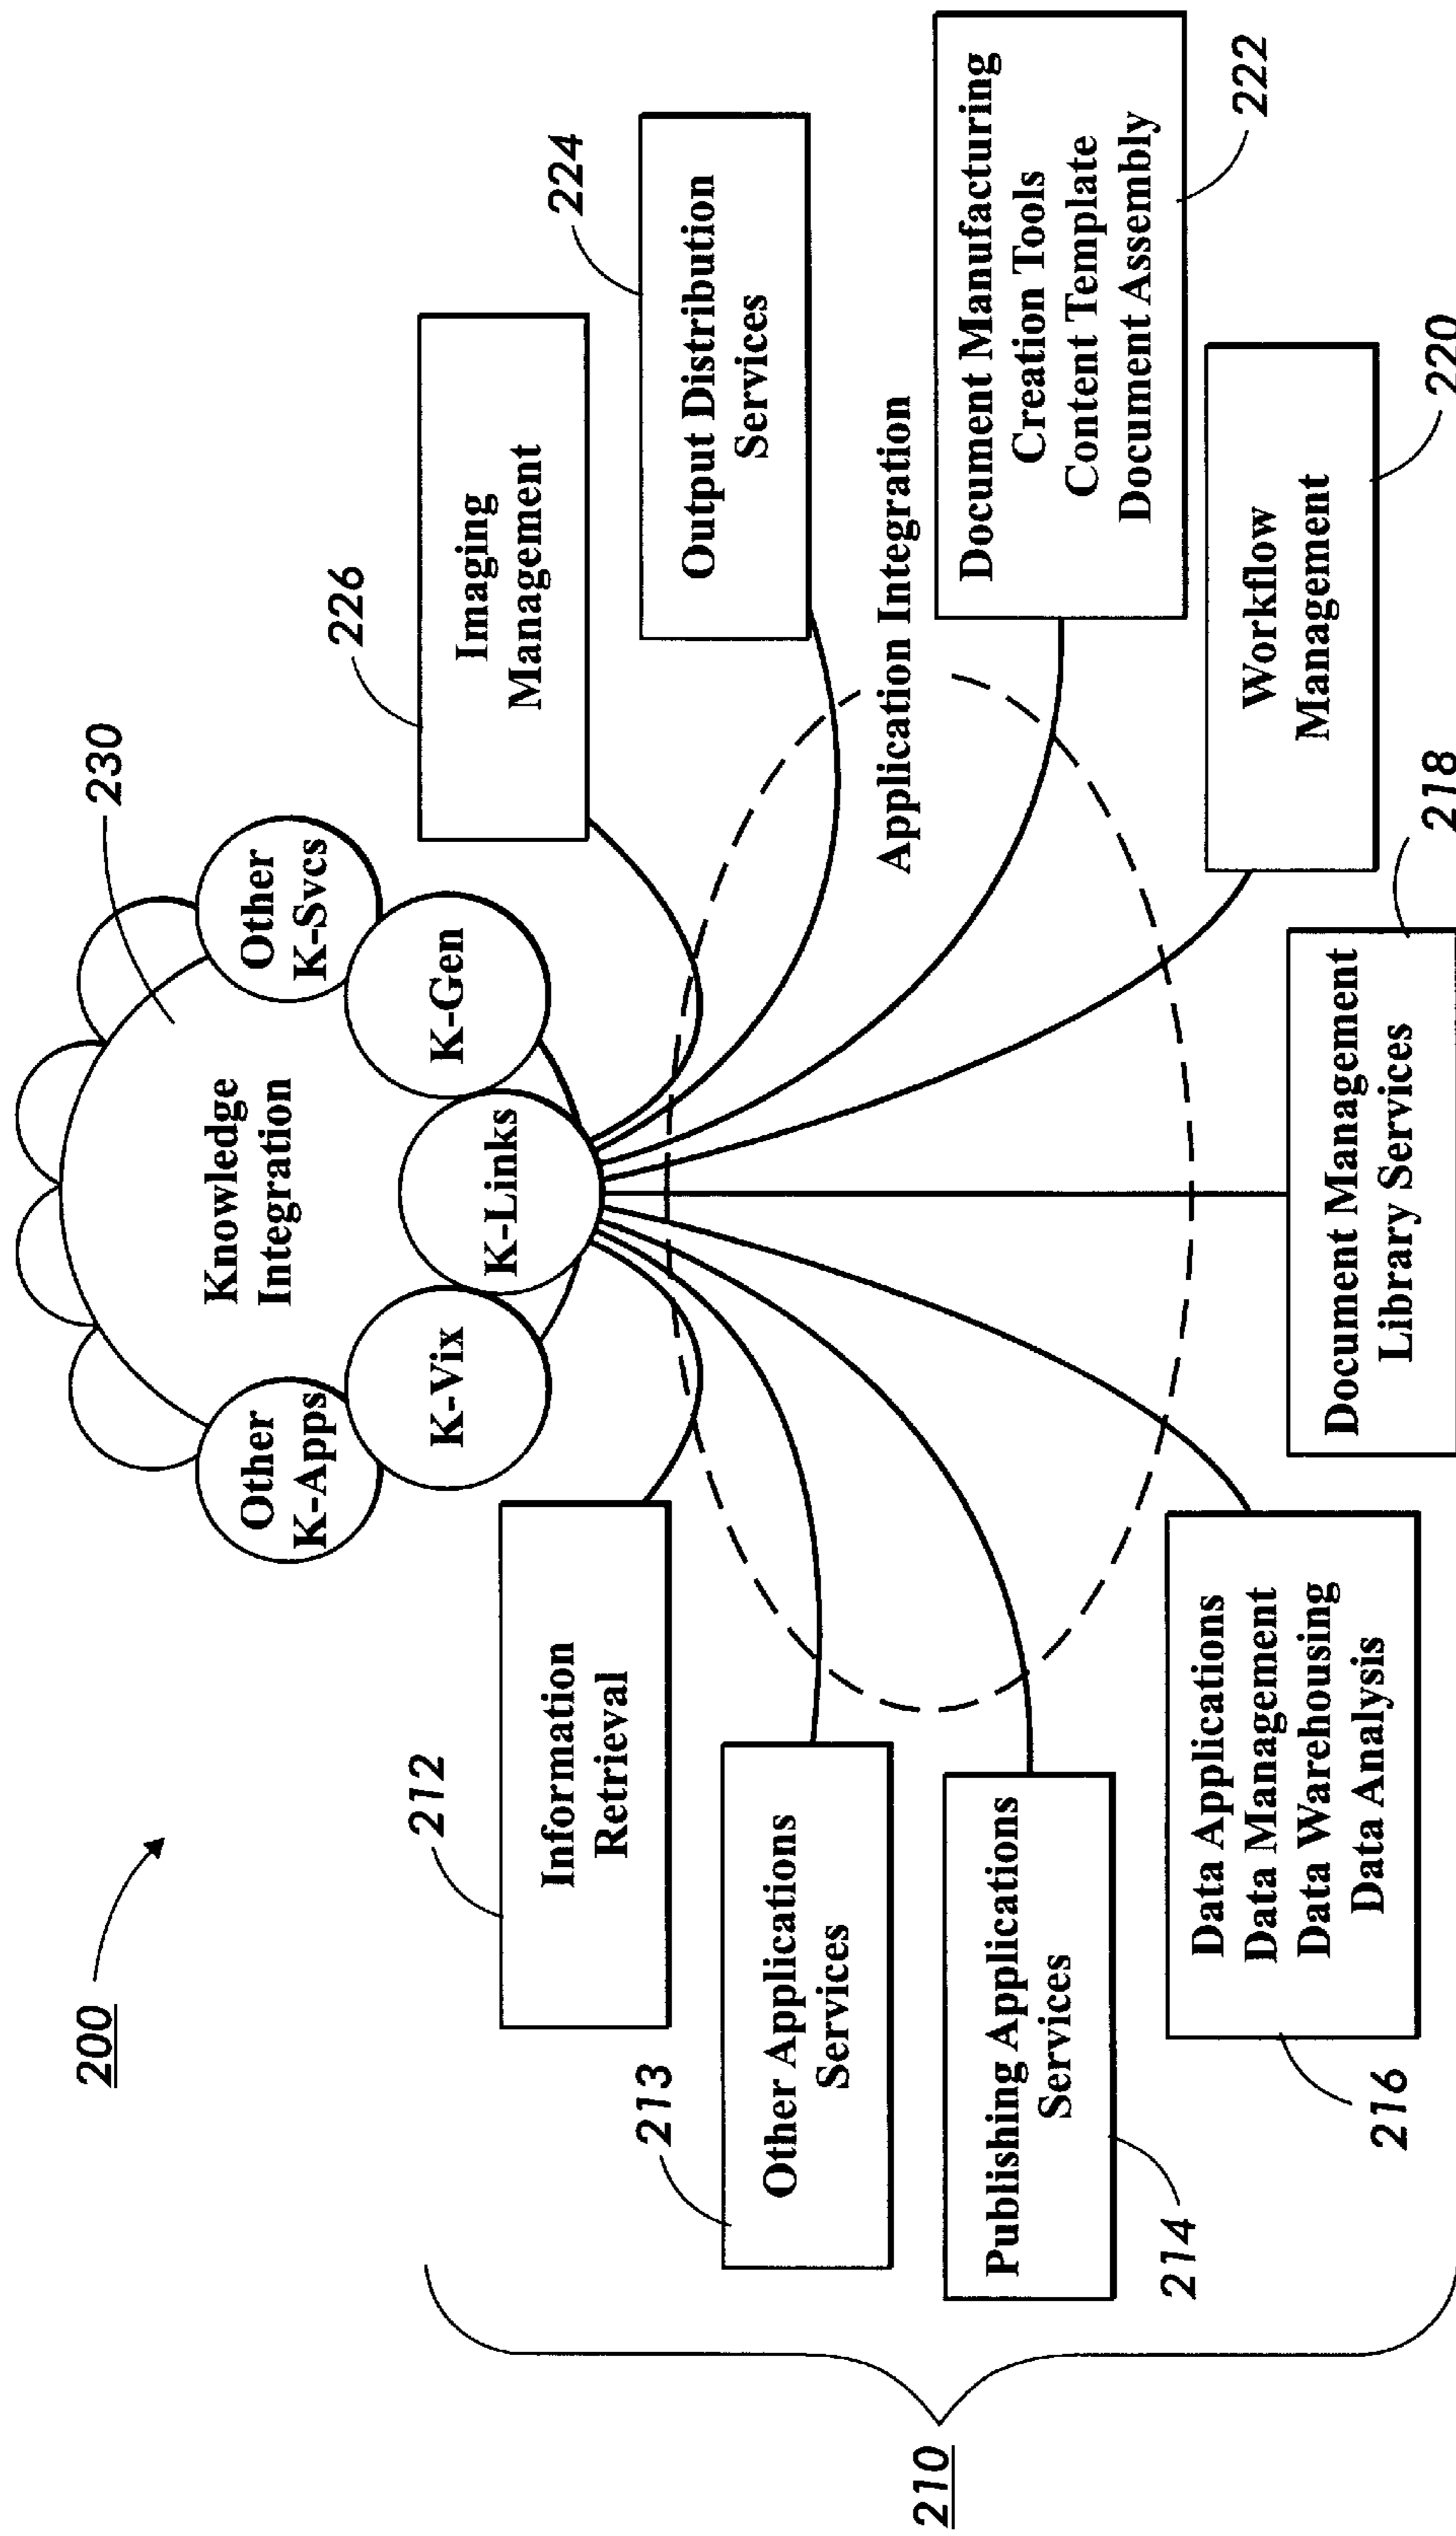 200
230
Knowledge
Integration
Other
K-Apps
K-Vix
K-Links
K-Gen
Other
K-Svcs
212
Information
Retrieval
213
Other Applications
Services
214
Publishing Applications
Services
216
Data Applications
Data Management
Data Warehousing
Data Analysis
218
Document Management
Library Services
220
Workflow
Management
222
Document Manufacturing
Creation Tools
Content Template
Document Assembly
Application Integration
224
Output Distribution
Services
226
Imaging
Management
210